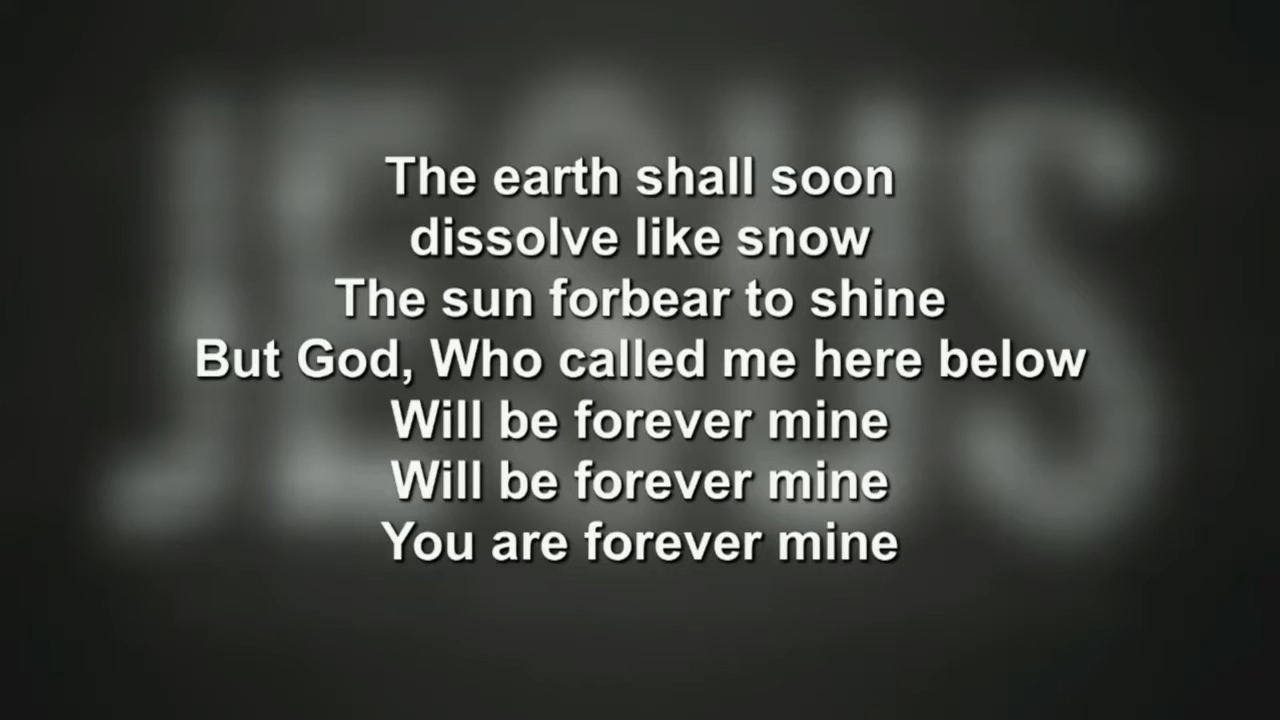 JESUS
The earth shall soon
dissolve like snow
The sun forbear to shine
But God, Who called me here below
Will be forever mine
Will be forever mine
You are forever mine